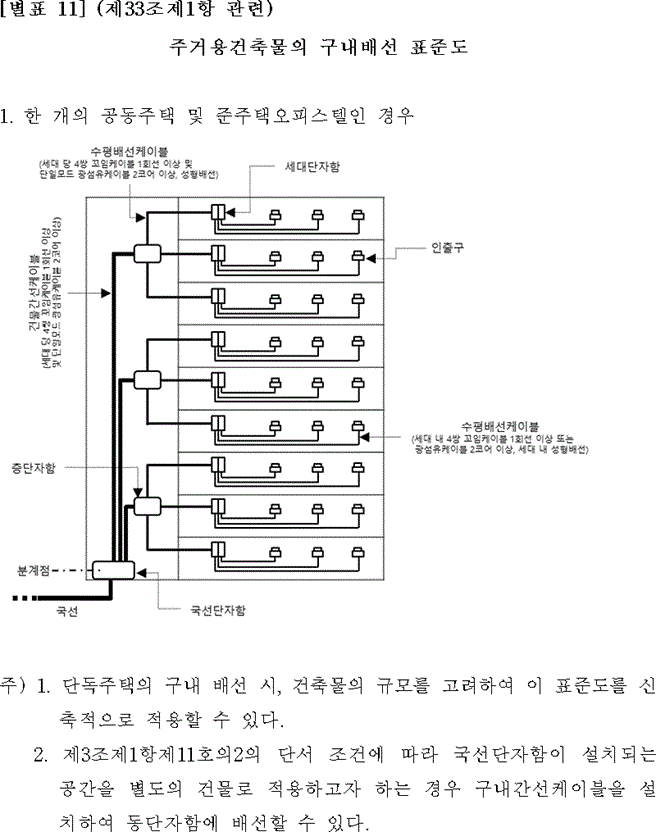 [별표 11] (제33조제1항 관련)
주거용건축물의 구내배선 표준도
1. 한 개의 공동주택 및 준주택오피스텔인 경우
수평배선케이블
(세대 당 4쌍 꼬임케이블 1회선 이상 및
단일모드 광섬유케이블 2코어 이상, 성형배선)
세대단자함
인출구
건물간선케이블
(세대 당 4쌍 꼬임케이블 1회선 이상
및 단일모드 광섬유케이블 2코어 이상)
수평배선케이블
(세대 내 4쌍 꼬임케이블 1회선 이상 또는
광섬유케이블 2코어 이상, 세대 내 성형배선)
중단자함
분계점
국선
국선단자함
주) 1. 단독주택의 구내 배선 시, 건축물의 규모를 고려하여 이 표준도를 신
축적으로 적용할 수 있다.
2. 제3조제1항제11호의2의 단서 조건에 따라 국선단자함이 설치되는
공간을 별도의 건물로 적용하고자 하는 경우 구내간선케이블을 설
치하여 동단자함에 배선할 수 있다.